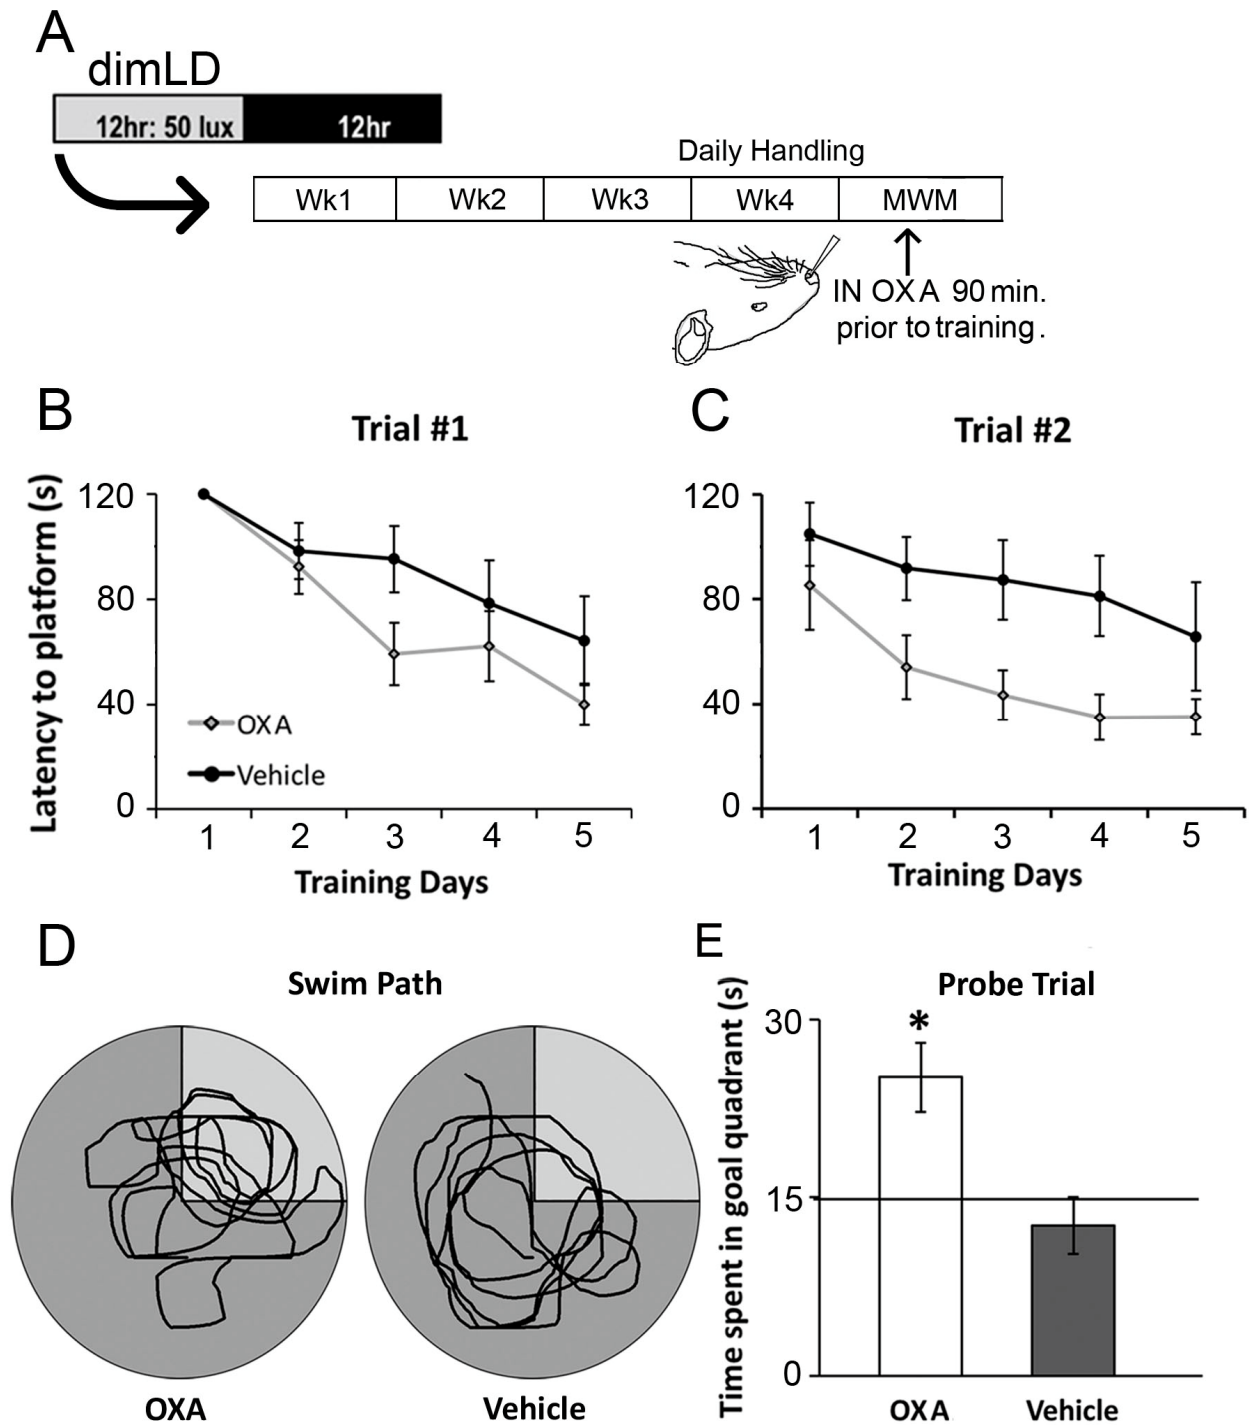 A
dimLD
12hr: 50 lux 12hr
Daily Handling
Wk1 Wk2 Wk3 Wk4 MWM
IN OXA 90 min.
prior to training.
B
Trial #1
C
Trial #2
Latency to platform (s)
120
80
40
0
OXA
Vehicle
1 2 3 4 5
Training Days
120
80
40
0
1 2 3 4 5
Training Days
D
Swim Path
OXA
Vehicle
E
Probe Trial
Time spent in goal quadrant (s)
30
15
0
*
OXA
Vehicle